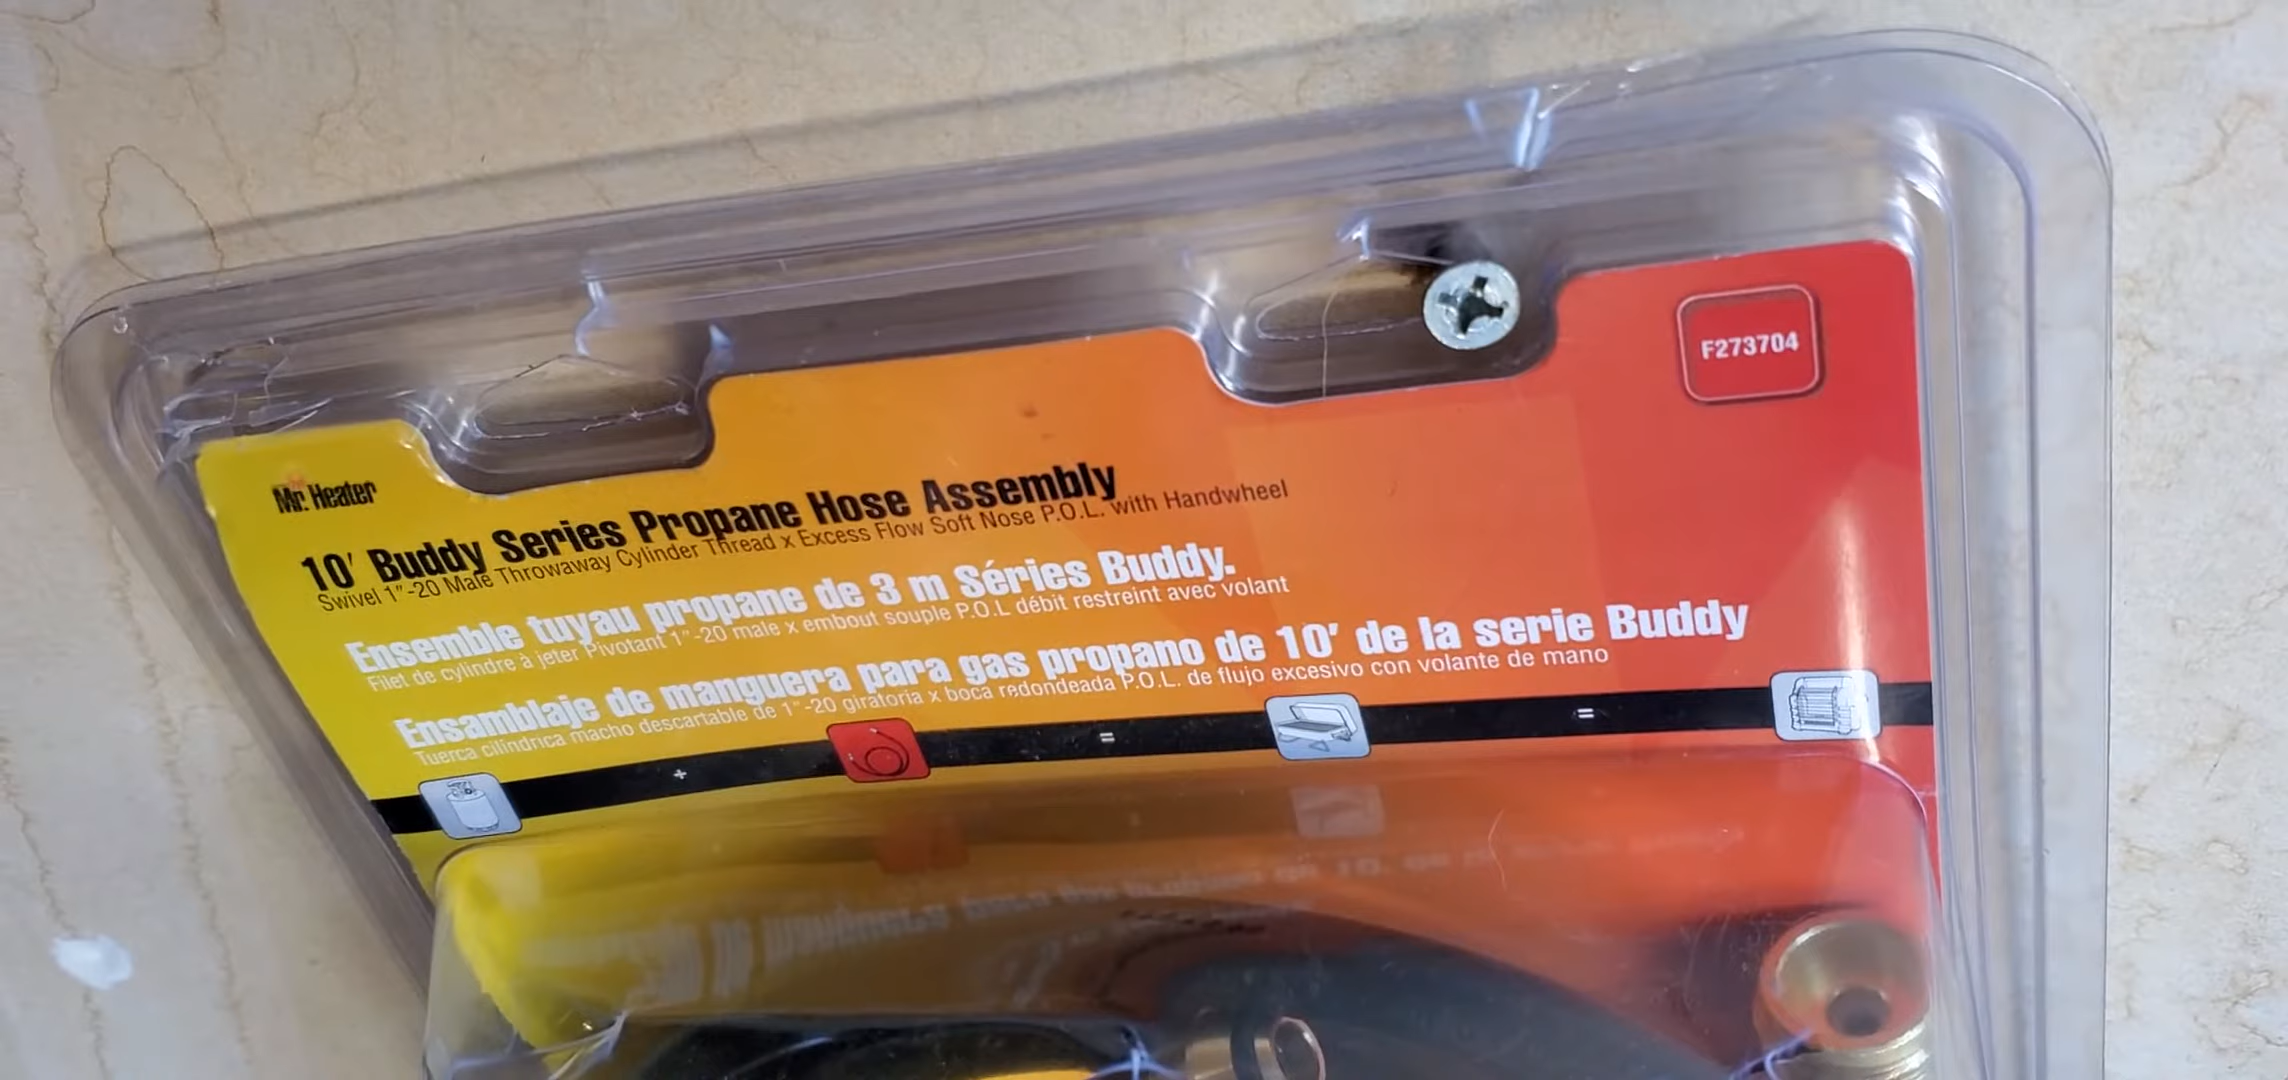 F273704
Mr. Heater
10' Buddy Series Propane Hose Assembly
Swivel 1"-20 Male Throwaway Cylinder Thread x Excess Flow Soft Nose P.O.L. with Handwheel
Ensemble tuyau propane de 3 m Séries Buddy.
Filet de cylindre à jeter Pivotant 1"-20 male x embout souple P.O.L débit restreint avec volant
Ensamblaje de manguera para gas propano de 10' de la serie Buddy
Tuerca cilíndrica macho descartable de 1"-20 giratoria x boca redondeada P.O.L. de flujo excesivo con volante de mano
+ = =